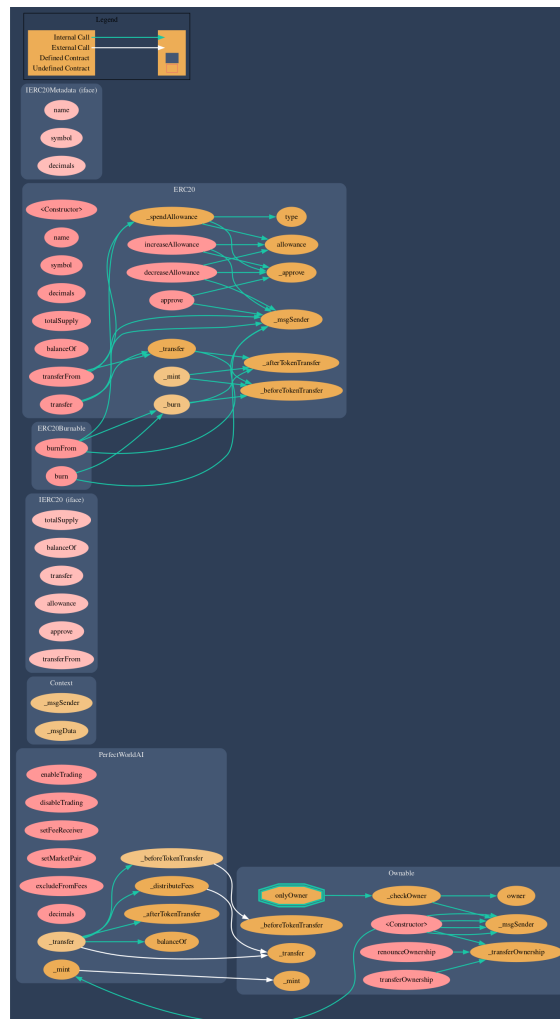 Legend
Internal Call
External Call
Defined Contract
Undefined Contract
IERC20Metadata (iface)
name
symbol
decimals
ERC20
<Constructor>
name
symbol
decimals
totalSupply
balanceOf
transferFrom
transfer
_spendAllowance
increaseAllowance
decreaseAllowance
approve
_transfer
_mint
_burn
type
allowance
_approve
_msgSender
_afterTokenTransfer
_beforeTokenTransfer
ERC20Burnable
burnFrom
burn
IERC20 (iface)
totalSupply
balanceOf
transfer
allowance
approve
transferFrom
Context
_msgSender
_msgData
PerfectWorldAI
enableTrading
disableTrading
setFeeReceiver
setMarketPair
excludeFromFees
decimals
_transfer
_mint
_beforeTokenTransfer
_distributeFees
_afterTokenTransfer
balanceOf
Ownable
onlyOwner
_beforeTokenTransfer
_transfer
_mint
_checkOwner
<Constructor>
renounceOwnership
transferOwnership
owner
_msgSender
_transferOwnership